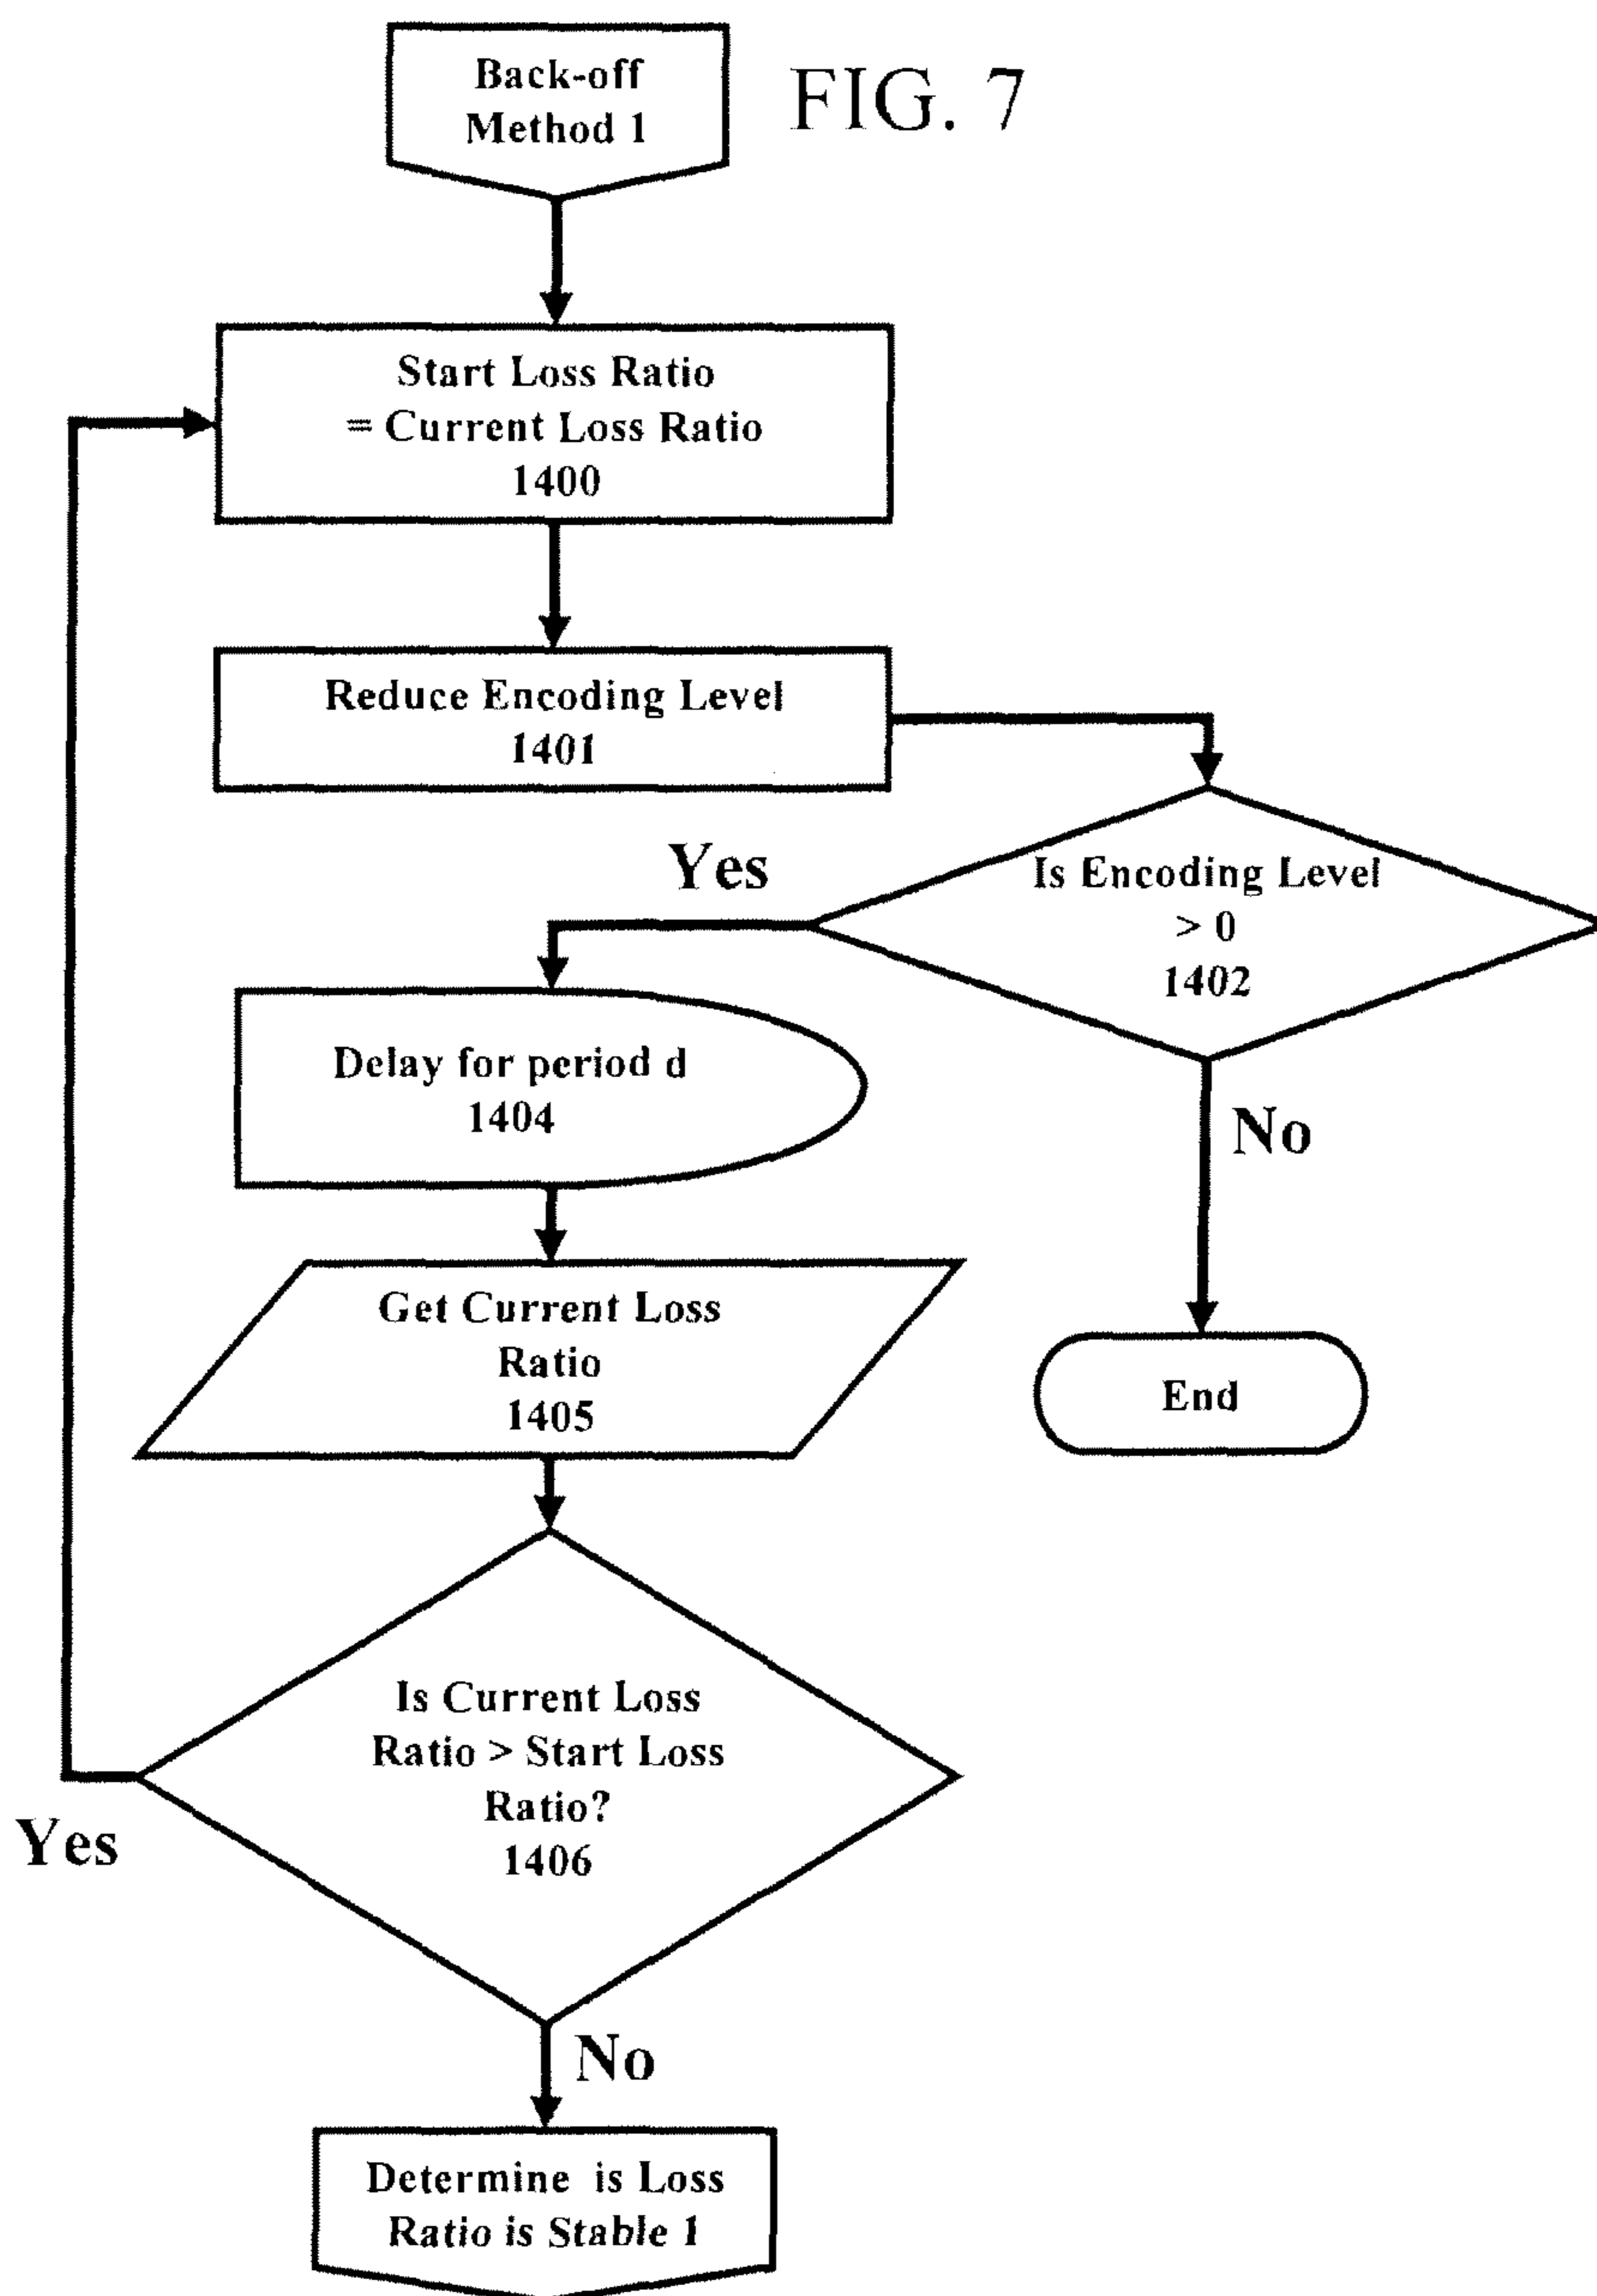 Back-off
Method 1
FIG. 7
Start Loss Ratio
= Current Loss Ratio
1400
Reduce Encoding Level
1401
Yes
Is Encoding Level
> 0
1402
Delay for period d
1404
No
Get Current Loss
Ratio
1405
End
Is Current Loss
Ratio > Start Loss
Ratio?
1406
Yes
No
Determine is Loss
Ratio is Stable 1